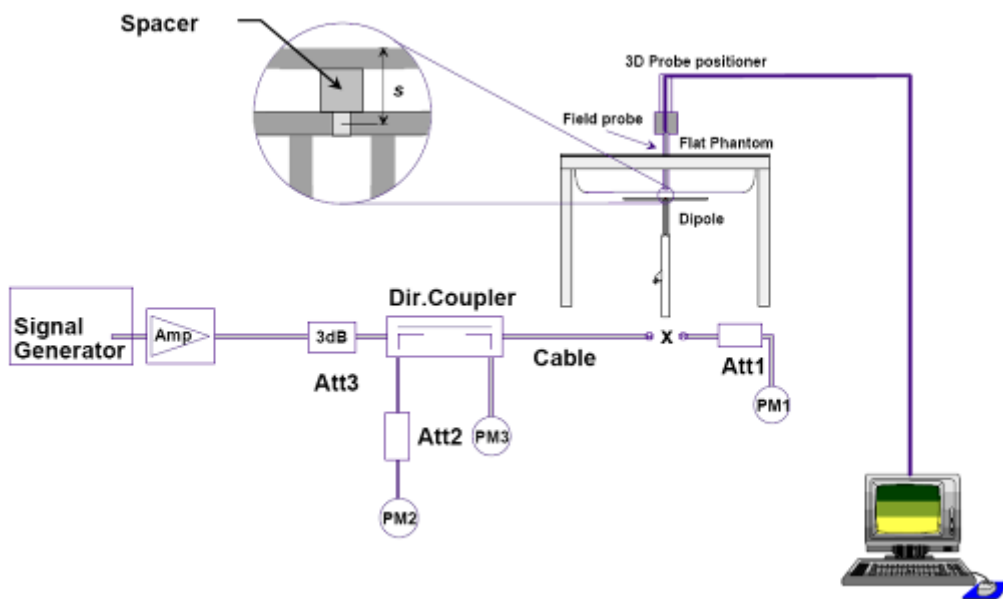 Spacer
s
3D Probe positioner
Field probe
Flat Phantom
Dipole
Signal
Generator
Amp
3dB
Att3
Dir.Coupler
Cable
X
Att1
PM1
Att2
PM3
PM2